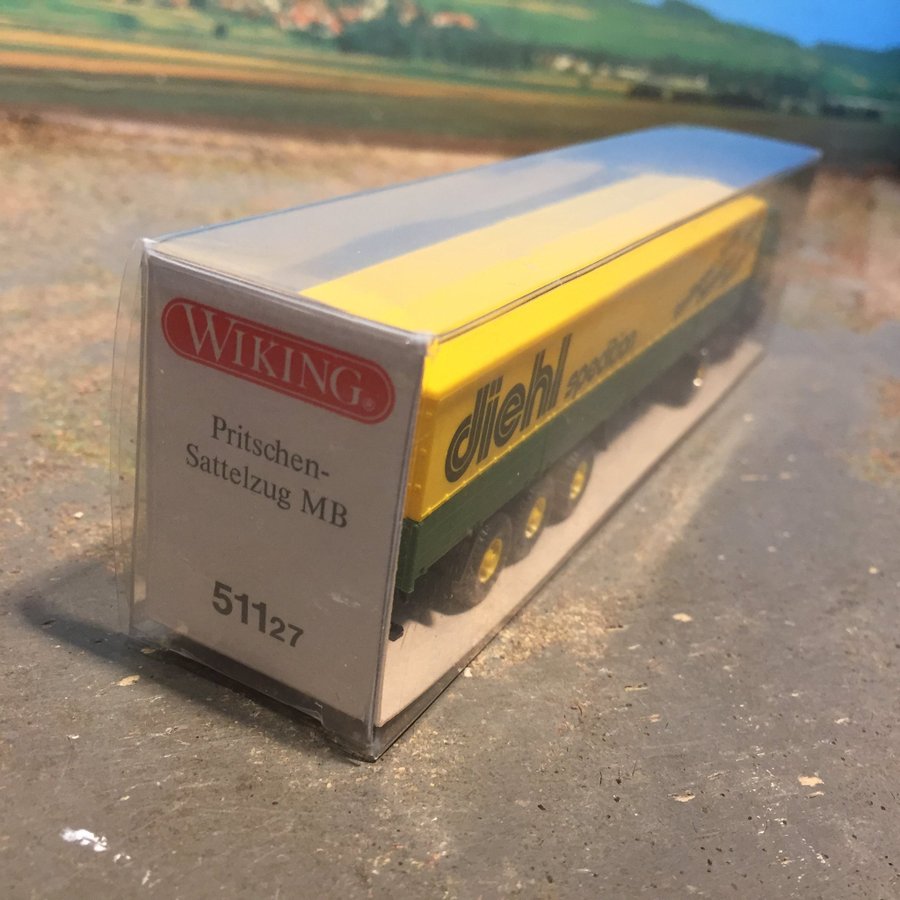 WIKING®
Pritschen-
Sattelzug MB
51127
diehl spedition